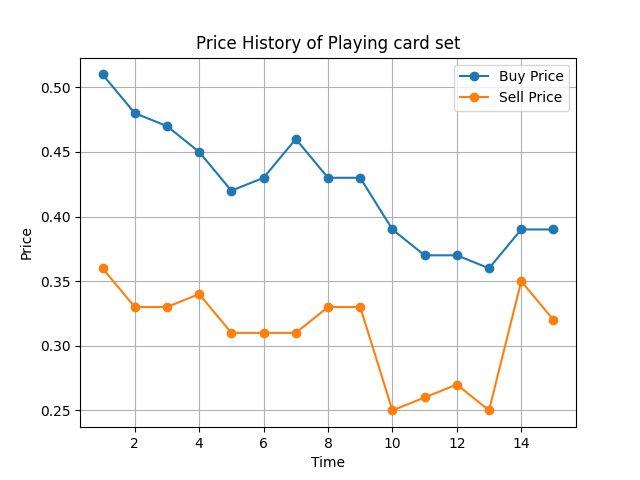 Price History of Playing card set
Buy Price
Sell Price
Price
0.50
0.45
0.40
0.35
0.30
0.25
2 4 6 8 10 12 14
Time